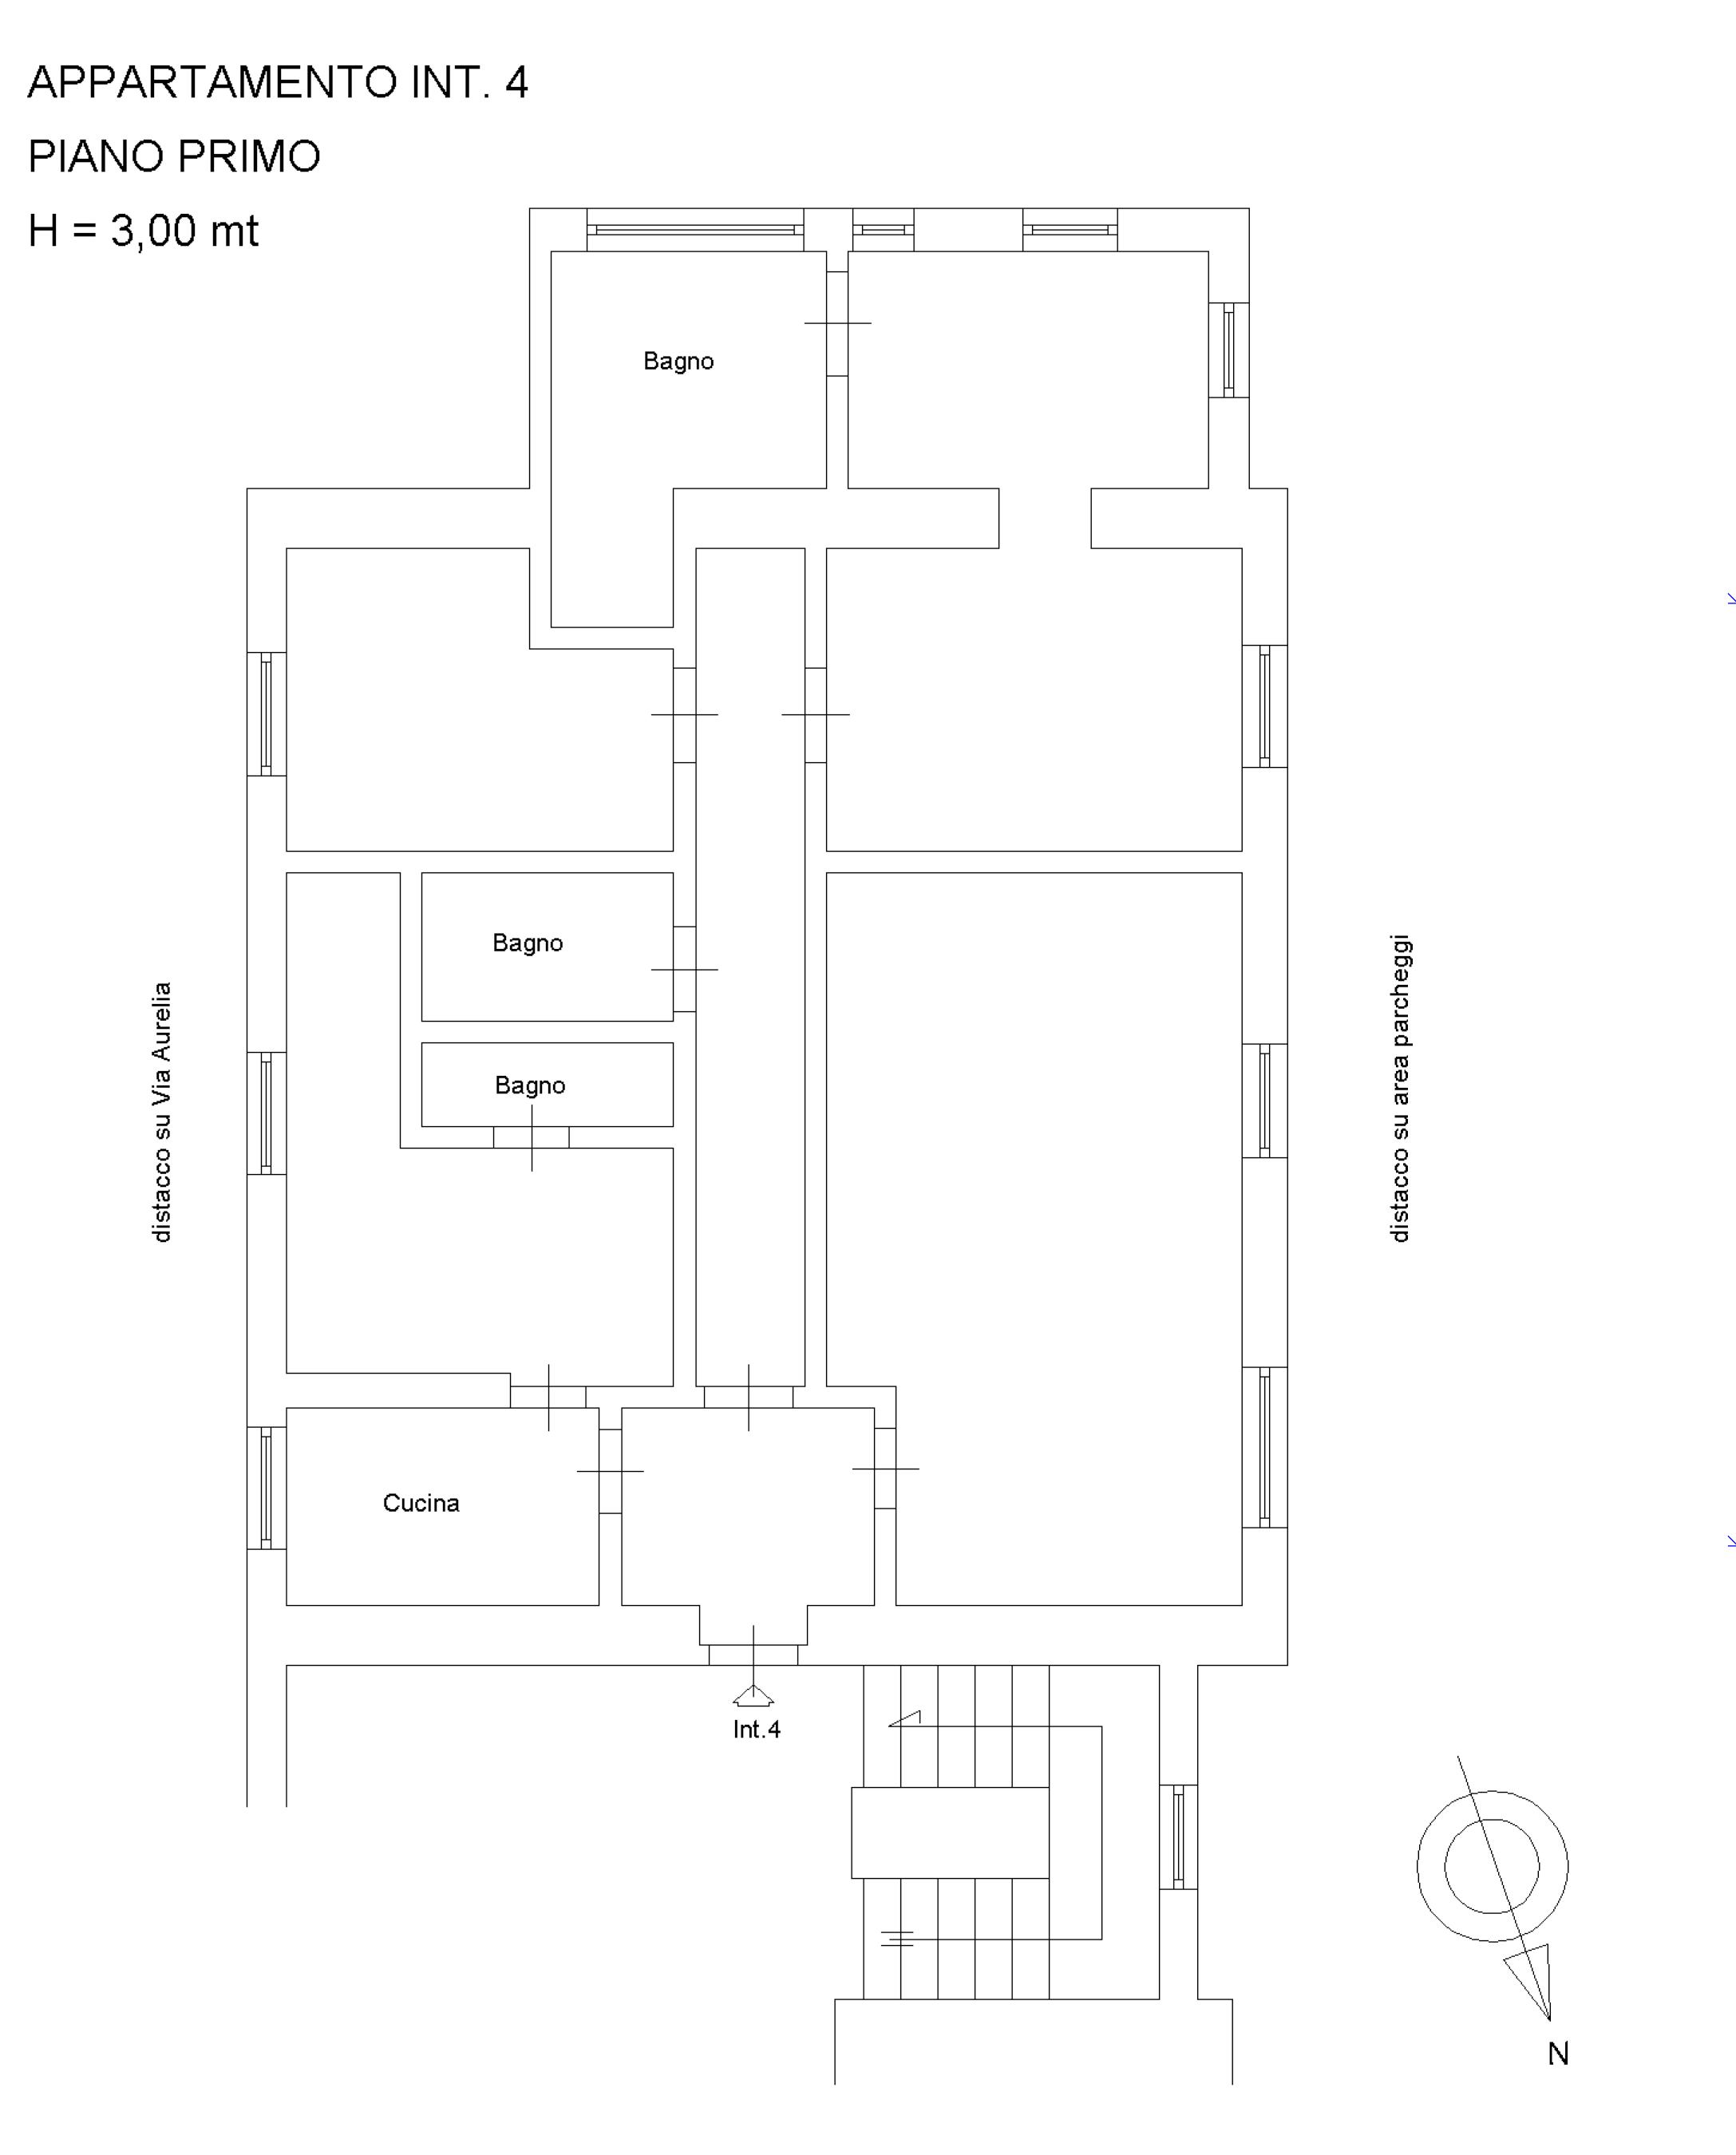 APPARTAMENTO INT. 4
PIANO PRIMO
H = 3,00 mt
Bagno
Bagno
distacco su Via Aurelia
distacco su area parcheggi
Bagno
Cucina
Int.4
N